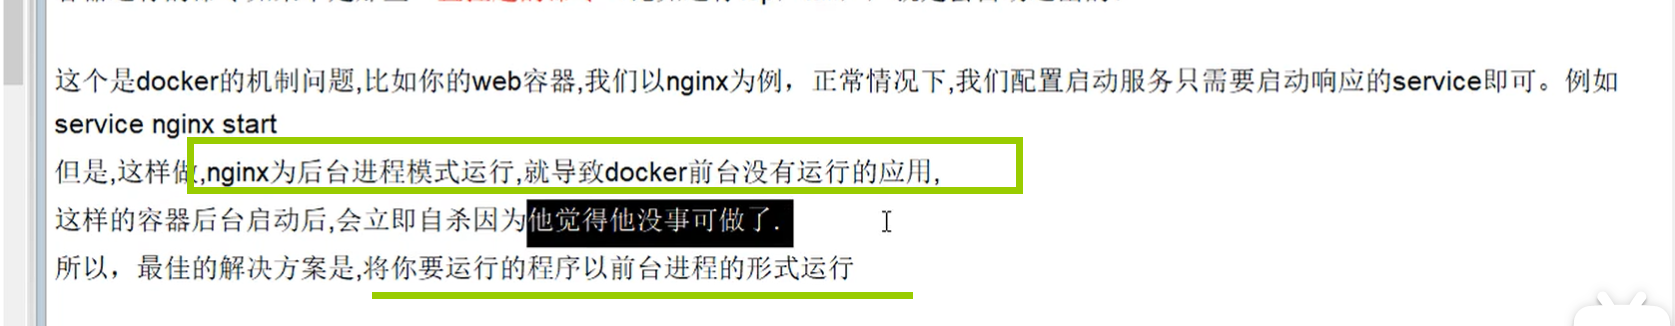 这个是docker的机制问题,比如你的web容器,我们以nginx为例，正常情况下,我们配置启动服务只需要启动响应的service即可。例如
service nginx start
但是,这样做,nginx为后台进程模式运行,就导致docker前台没有运行的应用,
这样的容器后台启动后,会立即自杀因为他觉得他没事可做了.
所以，最佳的解决方案是,将你要运行的程序以前台进程的形式运行